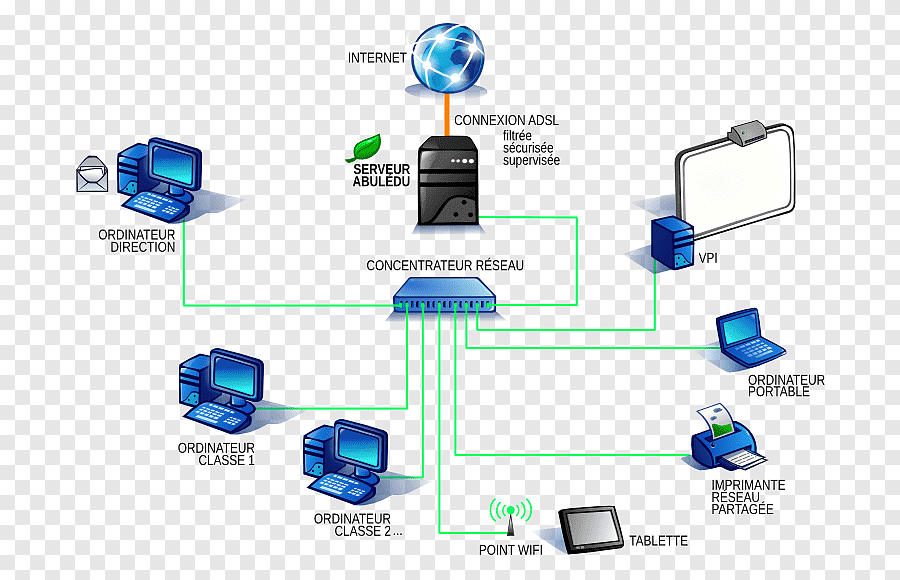 INTERNET
CONNEXION ADSL
filtrée
sécurisée
supervisée
SERVEUR
ABULÉDU
ORDINATEUR
DIRECTION
CONCENTRATEUR RÉSEAU
VPI
ORDINATEUR
PORTABLE
ORDINATEUR
CLASSE 1
ORDINATEUR
CLASSE 2 ...
IMPRIMANTE
RÉSEAU
PARTAGÉE
POINT WIFI
TABLETTE